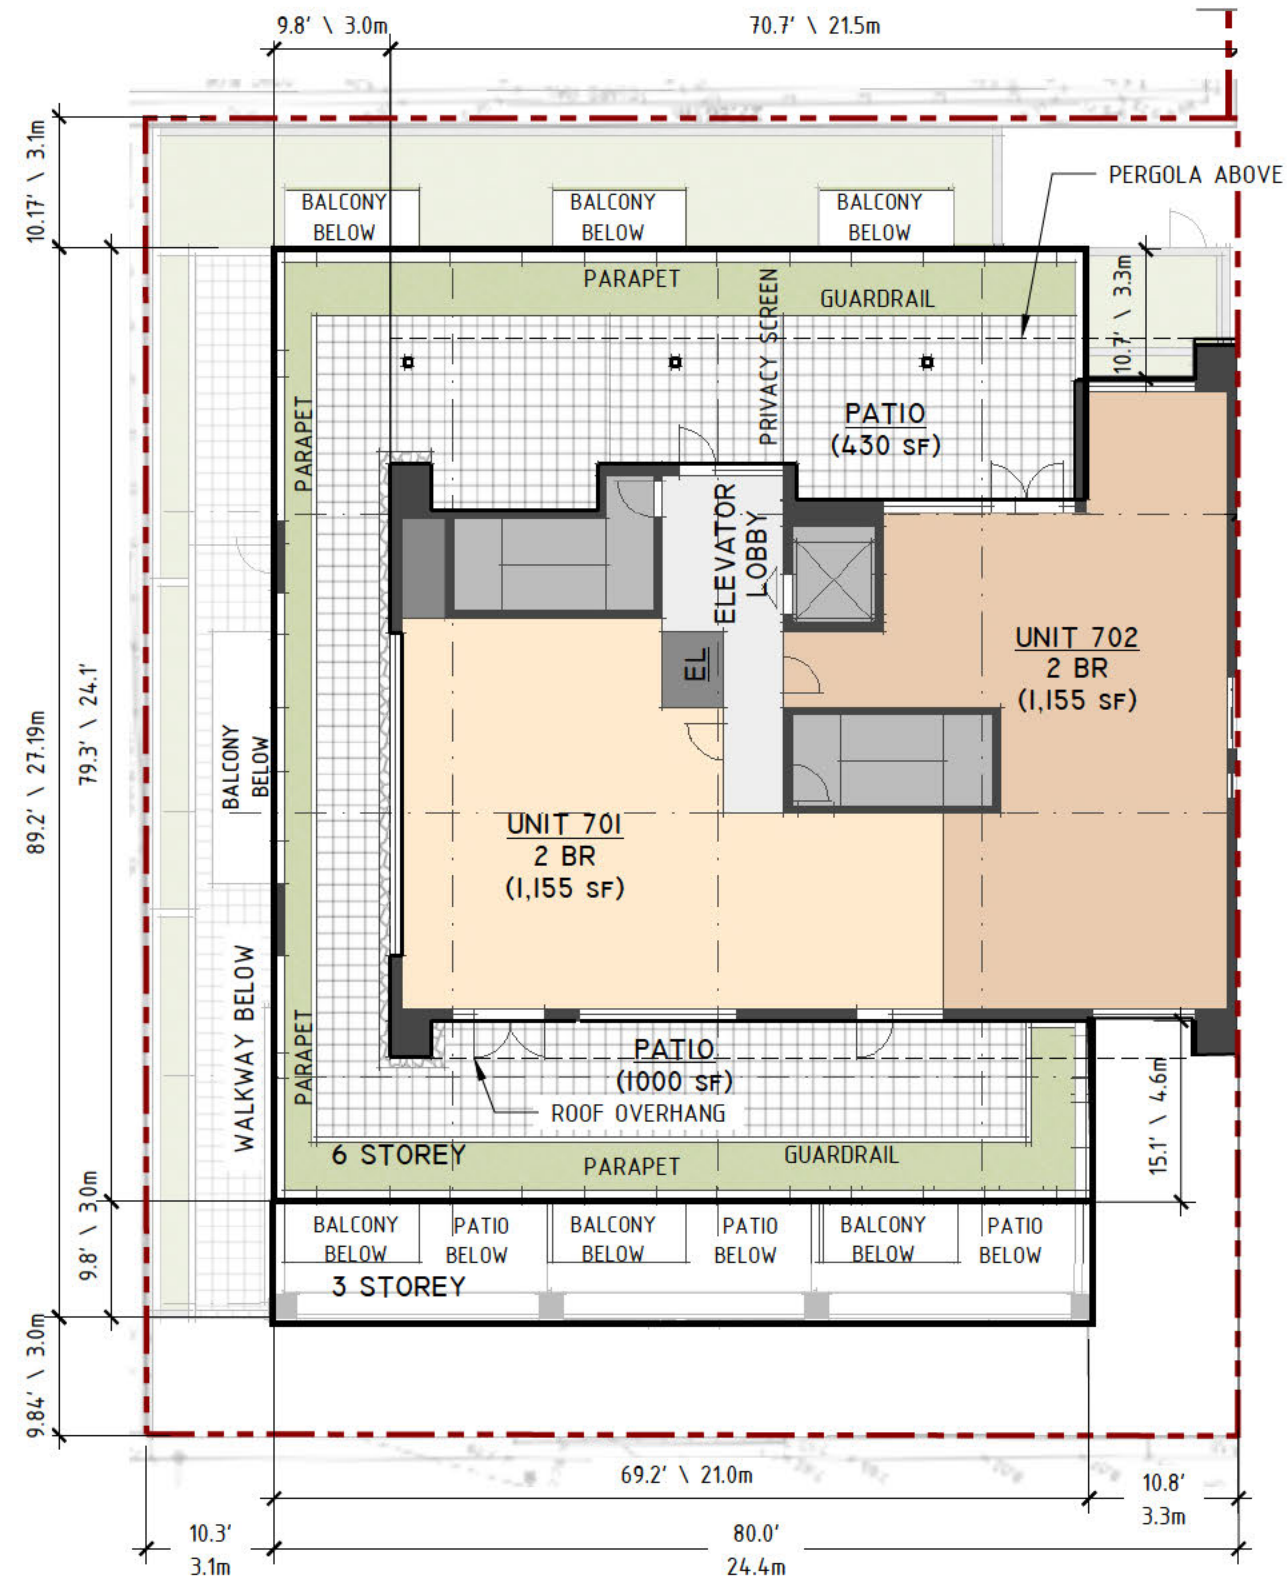 9.8' \ 3.0m
70.7' \ 21.5m
10.17' \ 3.1m
PERGOLA ABOVE
BALCONY
BELOW
BALCONY
BELOW
BALCONY
BELOW
PARAPET
GUARDRAIL
10.7' \ 3.3m
PRIVACY SCREEN
PARAPET
PATIO
(430 SF)
ELEVATOR
LOBBY
EL
UNIT 702
2 BR
(1,155 SF)
89.2' \ 27.19m
79.3' \ 24.1'
BALCONY
BELOW
UNIT 701
2 BR
(1,155 SF)
WALKWAY BELOW
PARAPET
PATIO
(1000 SF)
ROOF OVERHANG
15.1' \ 4.6m
6 STOREY
PARAPET
GUARDRAIL
9.8' \ 3.0m
BALCONY
BELOW
PATIO
BELOW
BALCONY
BELOW
PATIO
BELOW
BALCONY
BELOW
PATIO
BELOW
3 STOREY
9.84' \ 3.0m
69.2' \ 21.0m
10.8'
3.3m
10.3'
3.1m
80.0'
24.4m